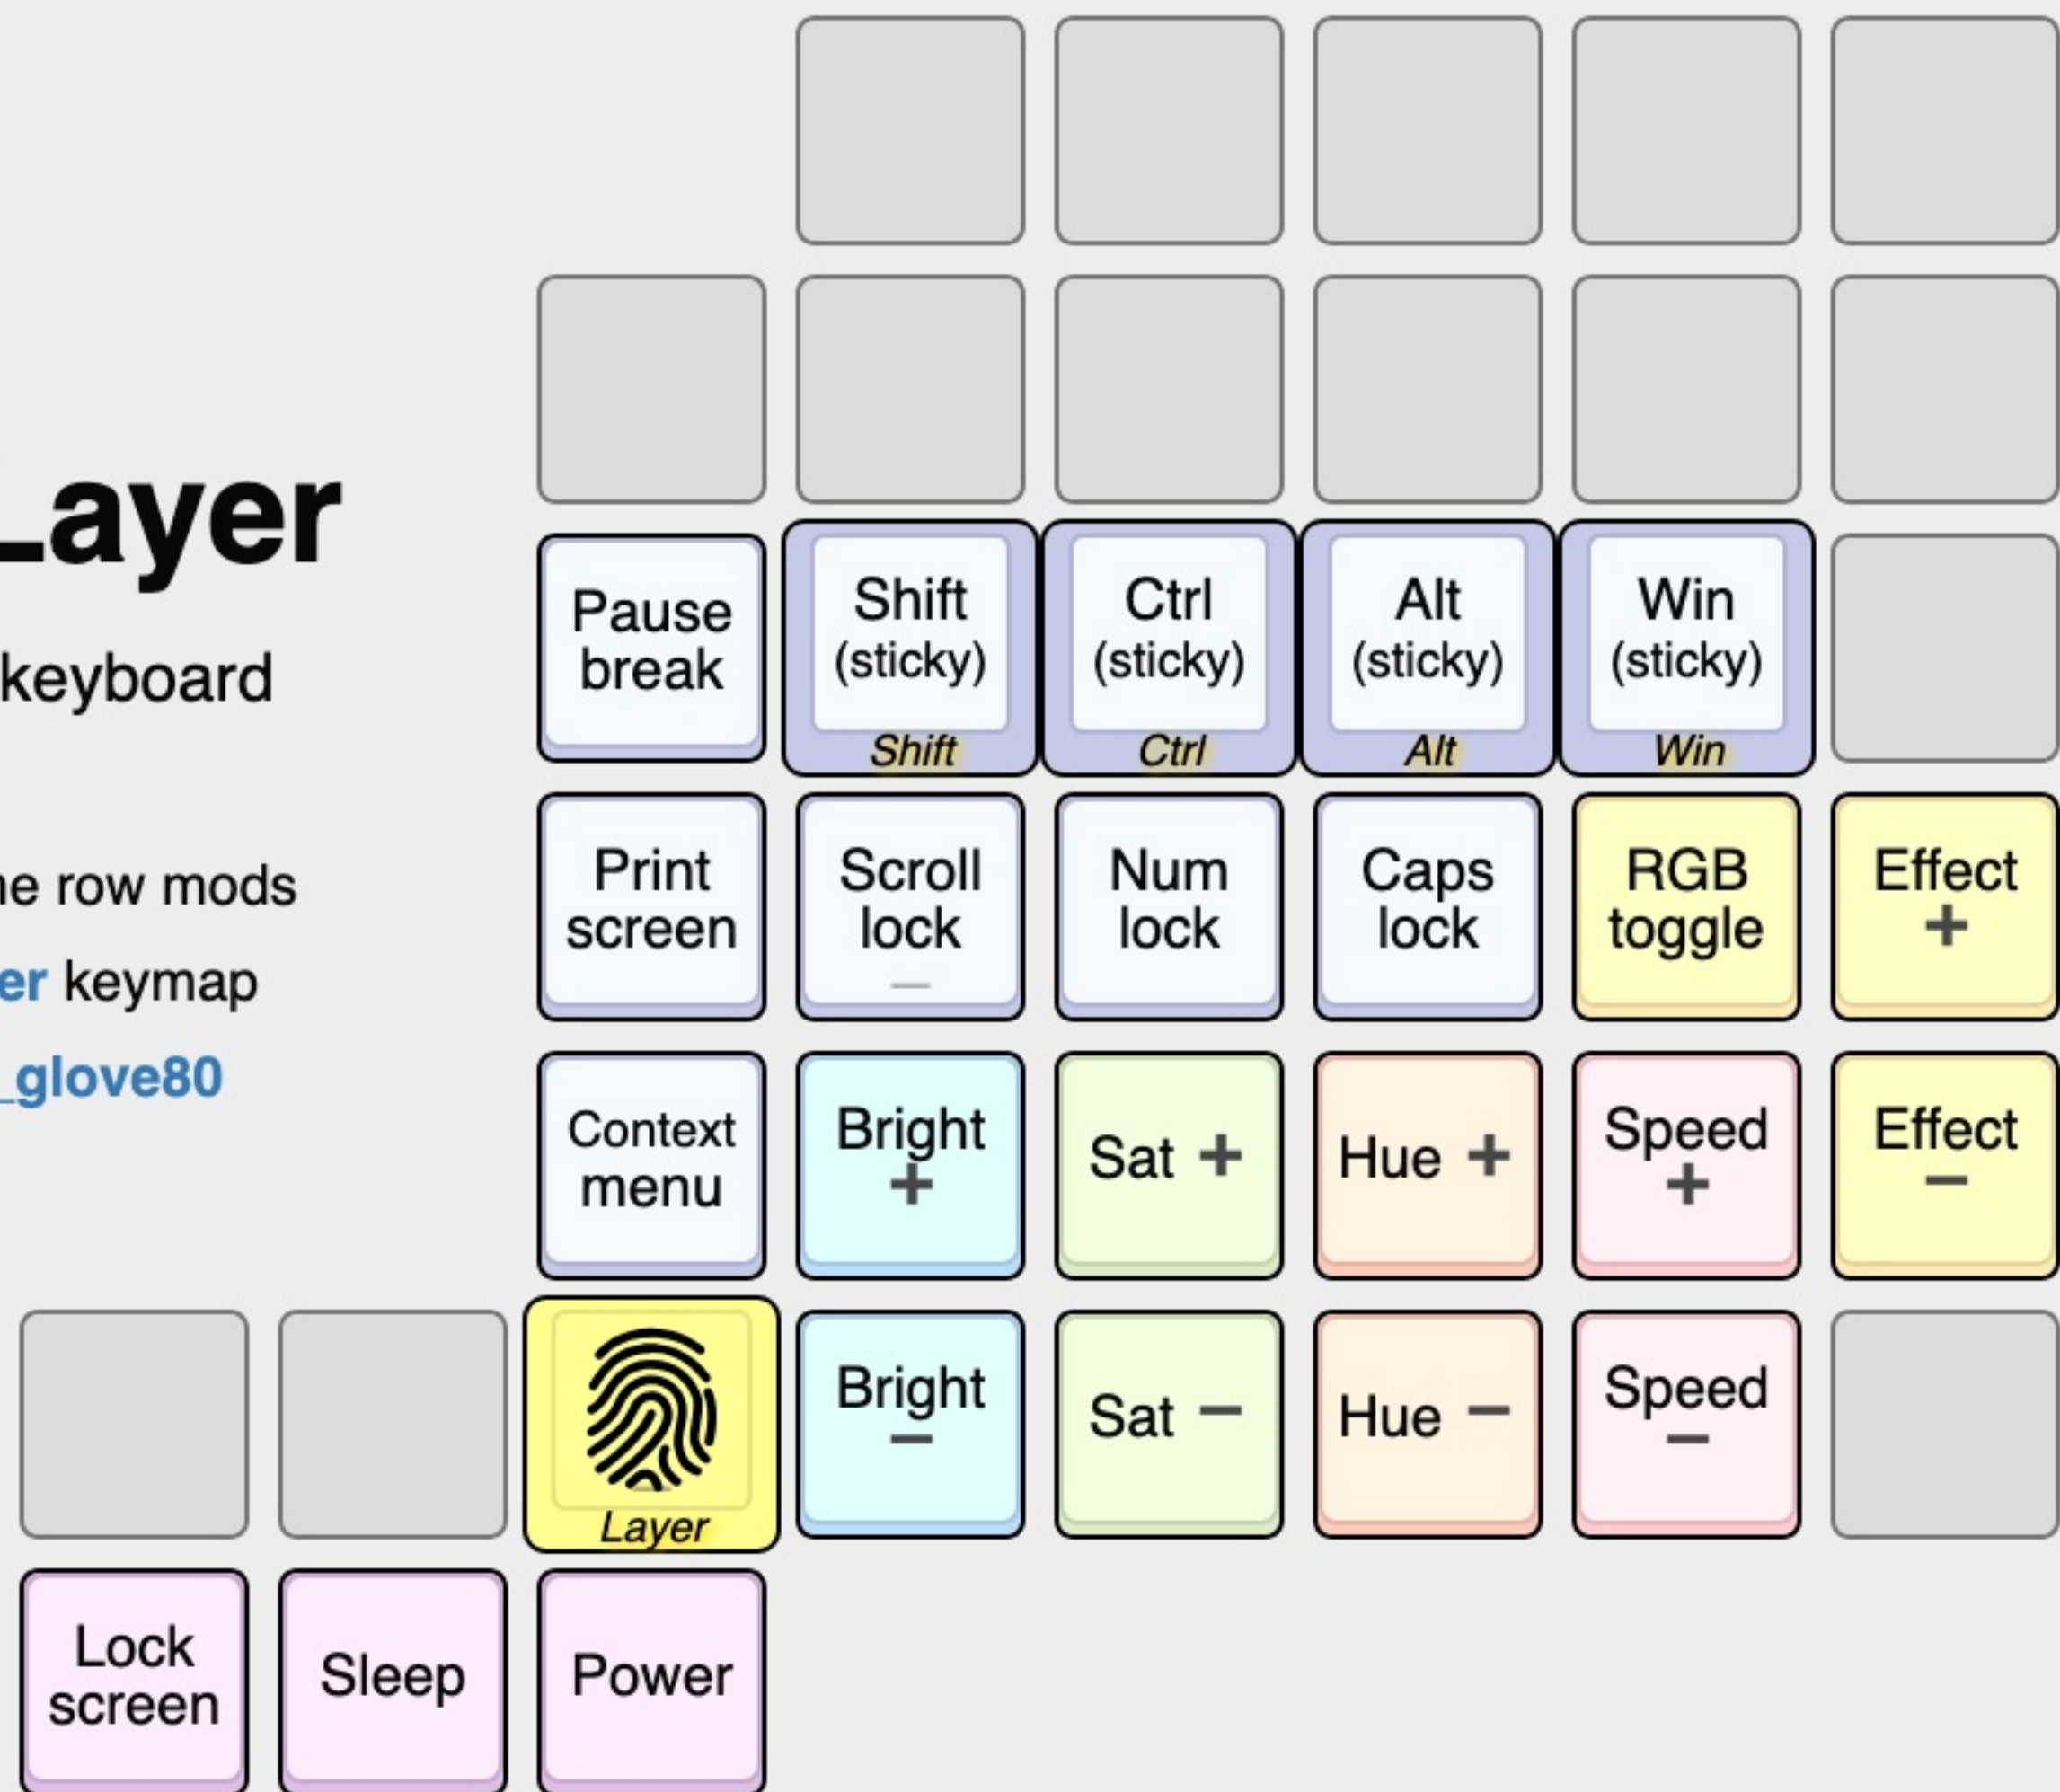 Layer
keyboard
ne row mods
er keymap
_glove80
Pause
break
Shift
(sticky)
Shift
Ctrl
(sticky)
Ctrl
Alt
(sticky)
Alt
Win
(sticky)
Win
Print
screen
Scroll
lock
Num
lock
Caps
lock
RGB
toggle
Effect
+
Context
menu
Bright
+
Sat +
Hue +
Speed
+
Effect
−
Layer
Bright
−
Sat −
Hue −
Speed
−
Lock
screen
Sleep
Power